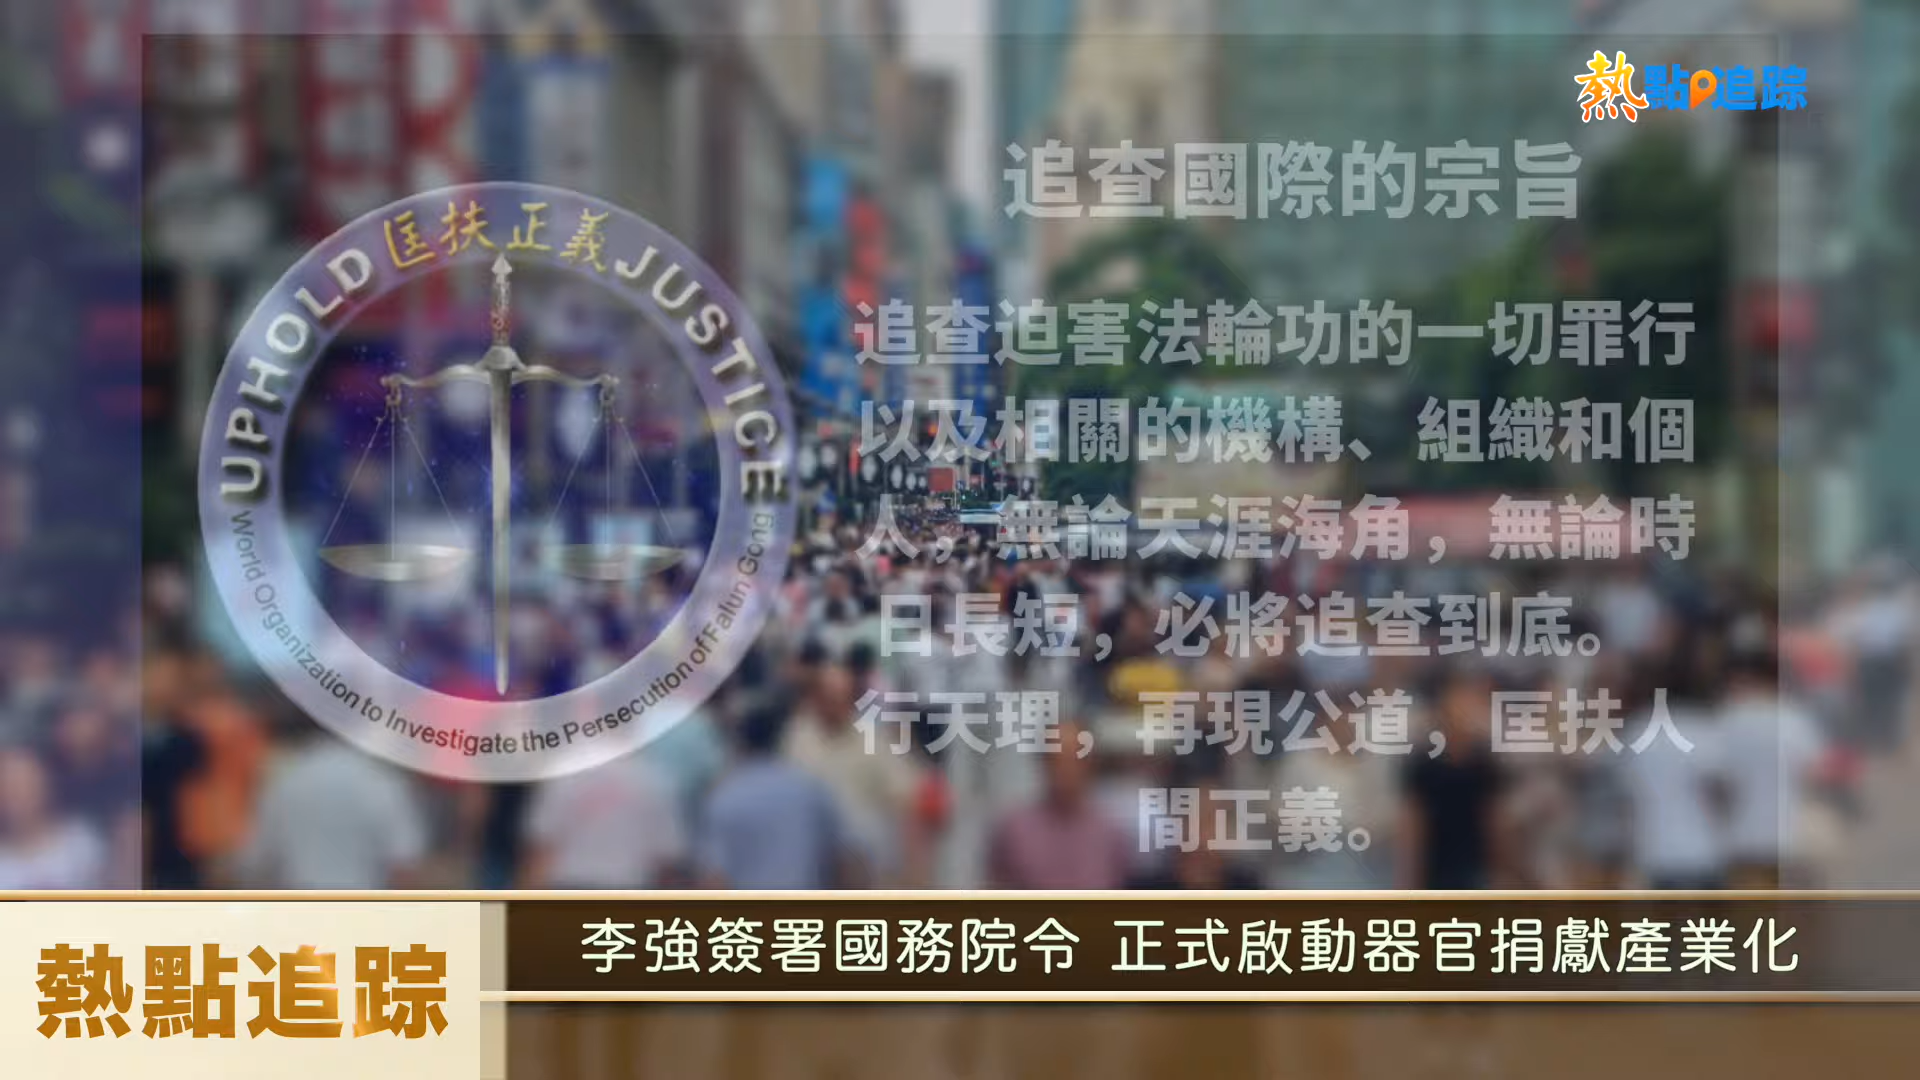 熱點追踪
追查國際的宗旨
匡扶正義
UPHOLD JUSTICE
World Organization to Investigate the Persecution of Falun Gong
追查迫害法輪功的一切罪行
以及相關的機構、組織和個
人，無論天涯海角，無論時
日長短，必將追查到底。
行天理，再現公道，匡扶人
間正義。
李強簽署國務院令 正式啟動器官捐獻產業化
熱點追踪